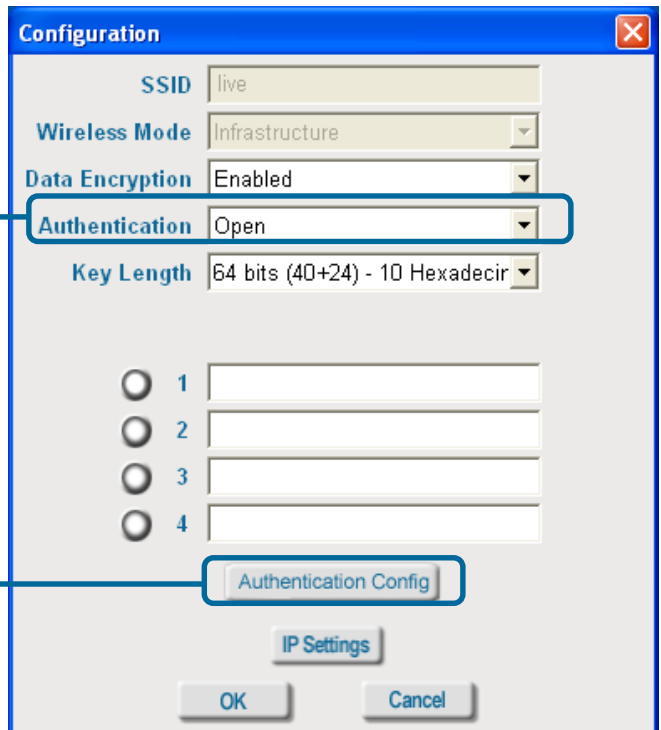 Configuration
SSID live
Wireless Mode Infrastructure
Data Encryption Enabled
Authentication Open
Key Length 64 bits (40+24) - 10 Hexadecir
1
2
3
4
Authentication Config
IP Settings
OK Cancel